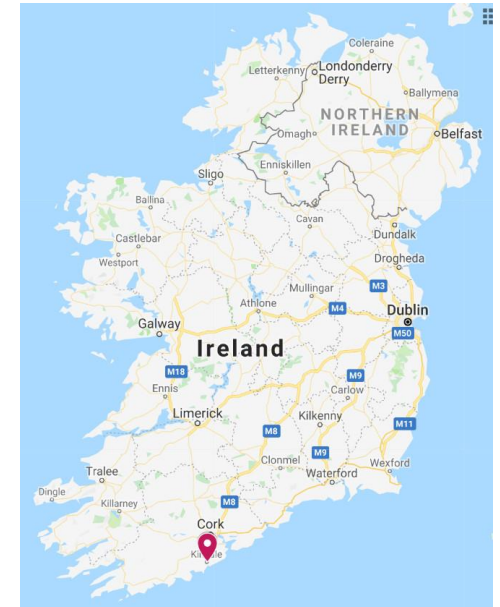 Coleraine
Letterkenny
Londonderry
Derry
Ballymena
NORTHERN
IRELAND
Omagh
Belfast
Enniskillen
Sligo
Ballina
Cavan
Dundalk
Castlebar
Westport
Drogheda
M3
Mullingar
Athlone
M4
Dublin
Galway
M50
Ireland
M18
M9
Ennis
Carlow
Limerick
Kilkenny
M11
M8
M9
Clonmel
Wexford
Tralee
Waterford
Dingle
Killarney
M8
Cork